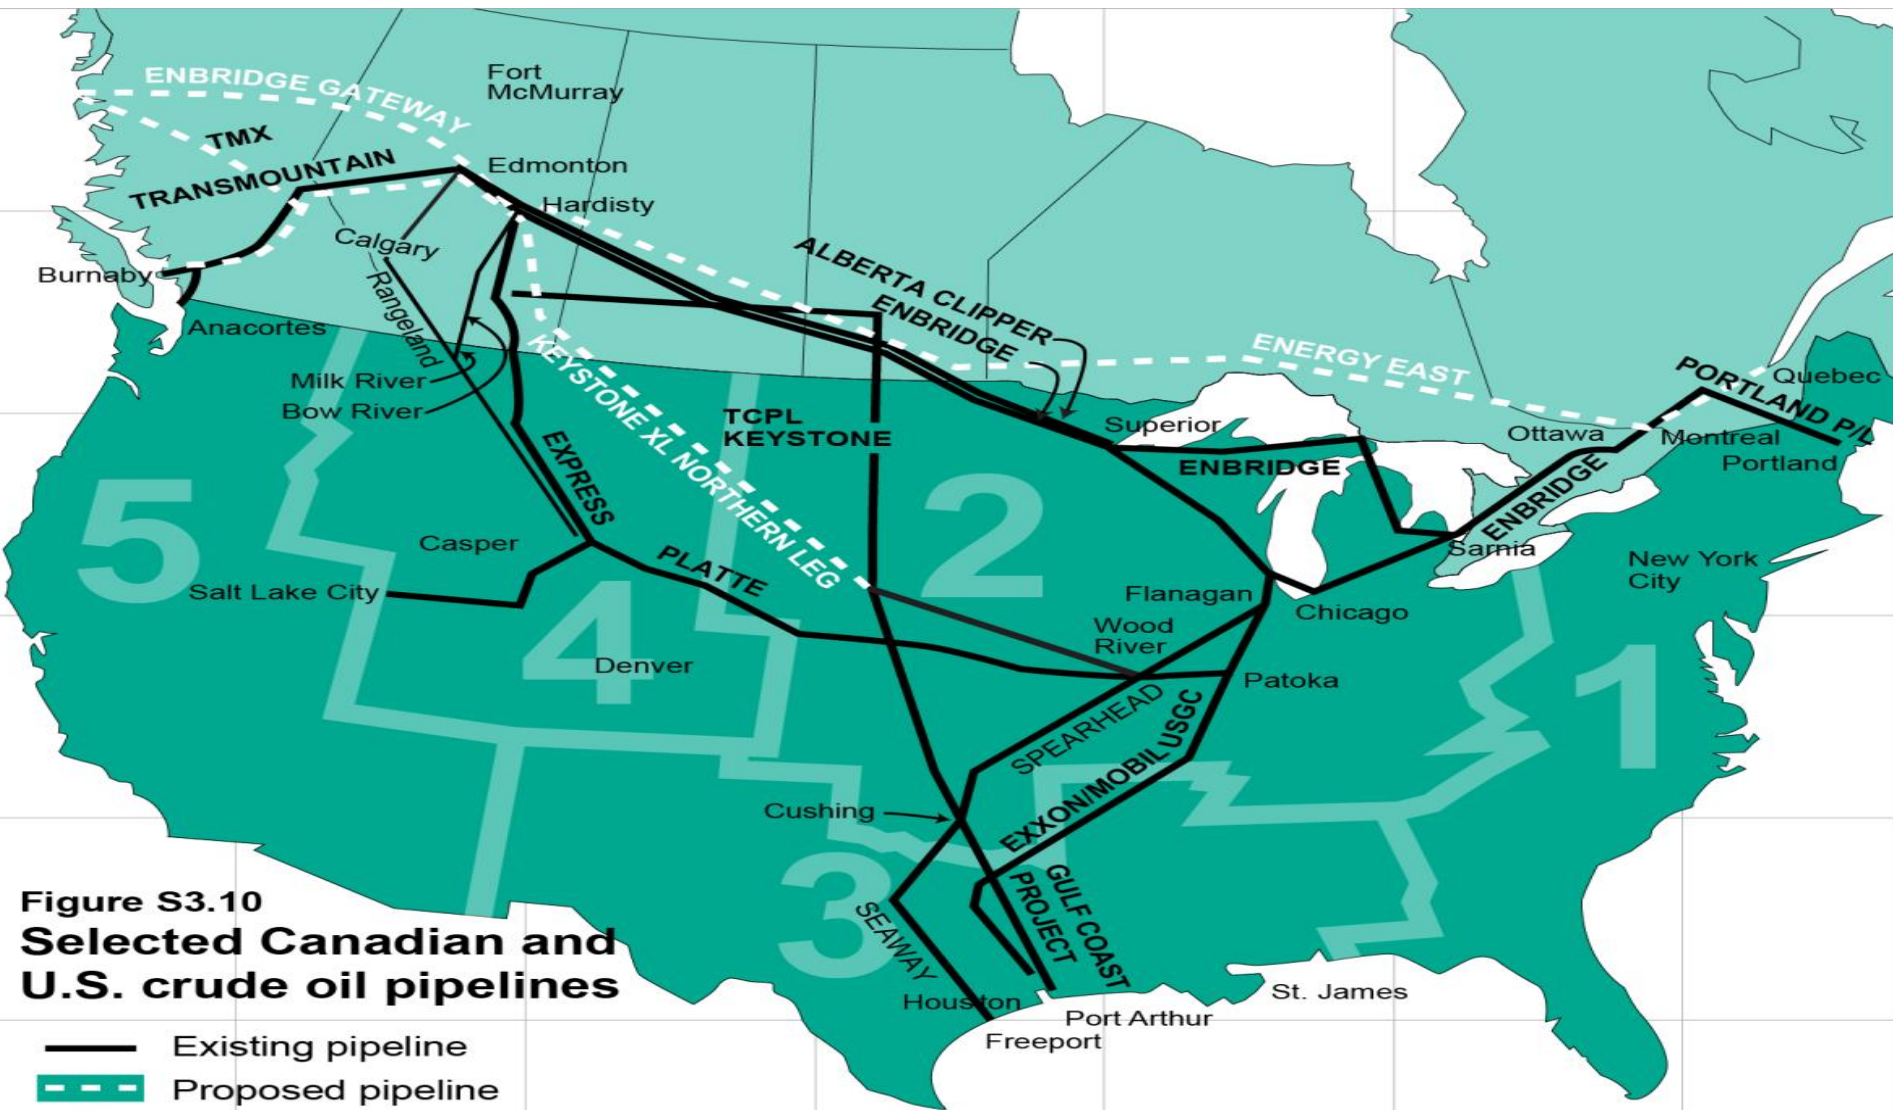 ENBRIDGE GATEWAY
Fort
McMurray
TMX
TRANSMOUNTAIN
Edmonton
Hardisty
Calgary
Burnaby
Rangeland
Anacortes
ALBERTA CLIPPER
ENBRIDGE
ENERGY EAST
PORTLAND P/L
Quebec
Milk River
Bow River
KEYSTONE XL NORTHERN LEG
TCPL
KEYSTONE
Superior
ENBRIDGE
Ottawa
Montreal
Portland
EXPRESS
ENBRIDGE
Sarnia
5
2
Casper
PLATTE
New York
City
Salt Lake City
4
Flanagan
Chicago
Wood
River
Denver
Patoka
1
SPEARHEAD
EXXON/MOBIL USGC
Cushing
3
SEAWAY
GULF COAST
PROJECT
Houston
St. James
Port Arthur
Freeport
Figure S3.10
Selected Canadian and
U.S. crude oil pipelines
Existing pipeline
Proposed pipeline